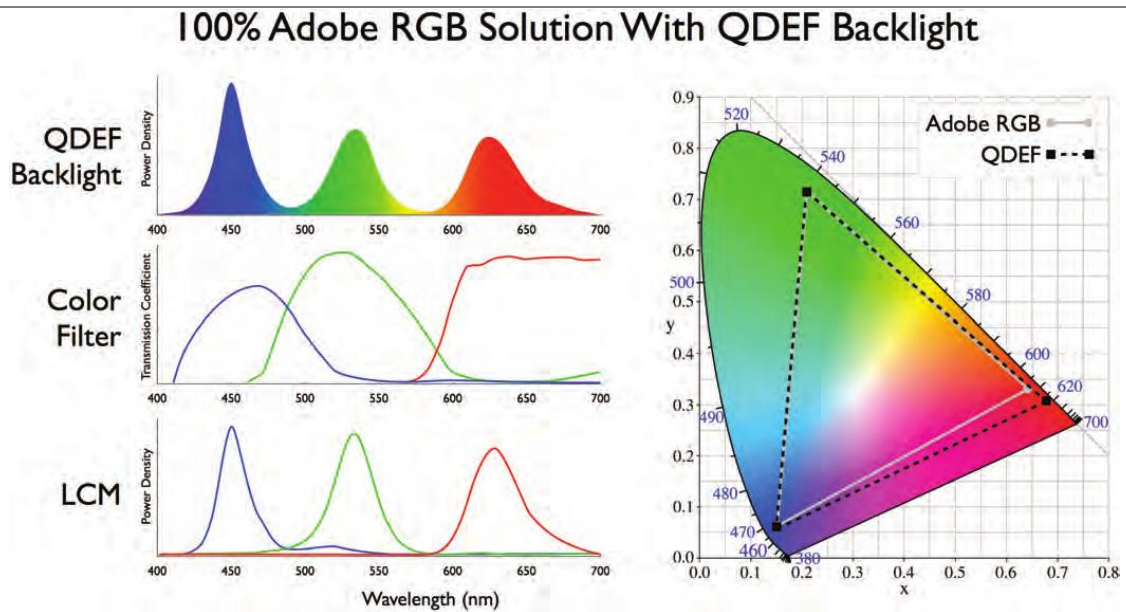 100% Adobe RGB Solution With QDEF Backlight
QDEF
Backlight
Power Density
400 450 500 550 600 650 700
Color
Filter
Transmission Coefficient
400 450 500 550 600 650 700
LCM
Power Density
400 450 500 550 600 650 700
Wavelength (nm)
Adobe RGB
QDEF
0.9
0.8
0.7
0.6
0.5
0.4
0.3
0.2
0.1
0.0
y
520
540
560
580
600
620
700
500
490
480
470
460
380
0.0 0.1 0.2 0.3 0.4 0.5 0.6 0.7 0.8
x